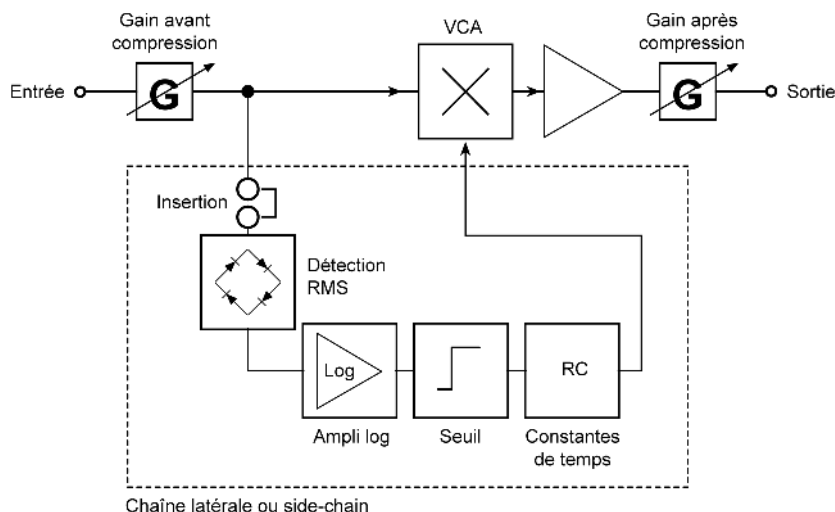 Gain avant
compression
VCA
Gain après
compression
Entrée
G
G
Sortie
Insertion
Détection
RMS
Log
RC
Ampli log
Seuil
Constantes
de temps
Chaîne latérale ou side-chain